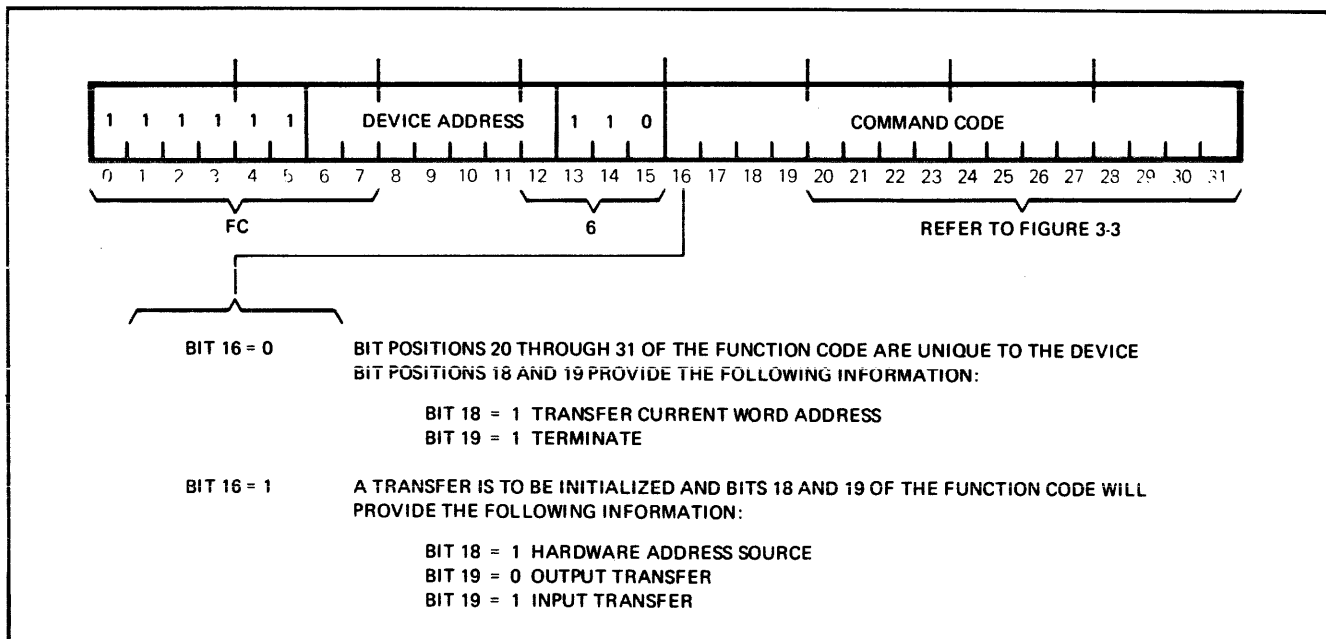 1 1 1 1 1 1 DEVICE ADDRESS 1 1 0 COMMAND CODE
0 1 2 3 4 5 6 7 8 9 10 11 12 13 14 15 16 17 18 19 20 21 22 23 24 25 26 27 28 29 30 31
FC 6 REFER TO FIGURE 3-3
BIT 16 = 0 BIT POSITIONS 20 THROUGH 31 OF THE FUNCTION CODE ARE UNIQUE TO THE DEVICE
BIT POSITIONS 18 AND 19 PROVIDE THE FOLLOWING INFORMATION:
BIT 18 = 1 TRANSFER CURRENT WORD ADDRESS
BIT 19 = 1 TERMINATE
BIT 16 = 1 A TRANSFER IS TO BE INITIALIZED AND BITS 18 AND 19 OF THE FUNCTION CODE WILL
PROVIDE THE FOLLOWING INFORMATION:
BIT 18 = 1 HARDWARE ADDRESS SOURCE
BIT 19 = 0 OUTPUT TRANSFER
BIT 19 = 1 INPUT TRANSFER